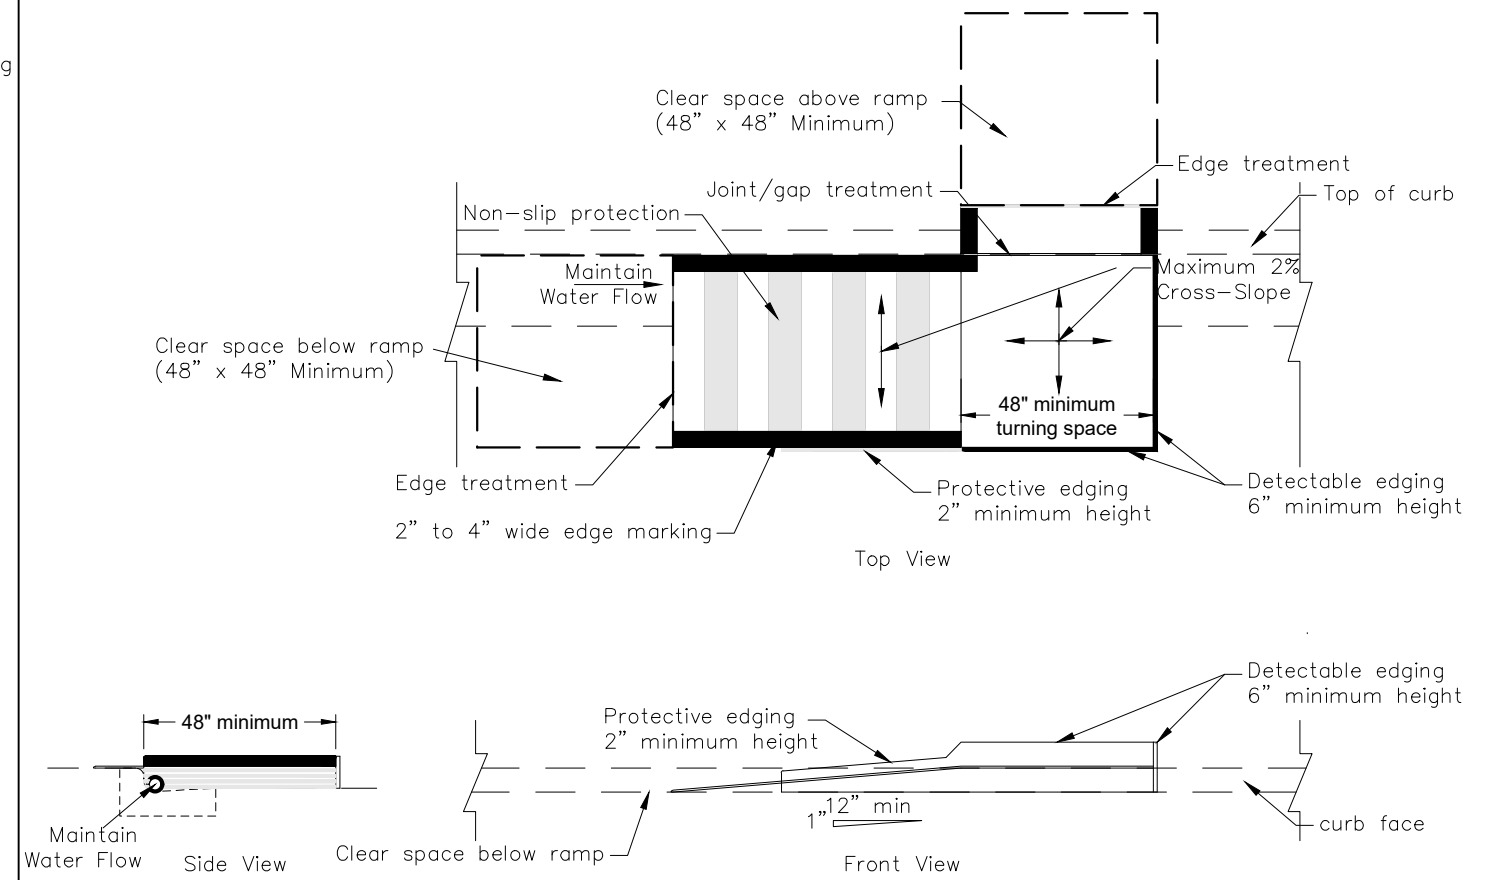 g
Clear space above ramp
(48” x 48” Minimum)
Edge treatment
Joint/gap treatment
Top of curb
Non-slip protection
Maintain
Water Flow
Maximum 2%
Cross-Slope
Clear space below ramp
(48” x 48” Minimum)
48" minimum
turning space
Edge treatment
Protective edging
2” minimum height
Detectable edging
6” minimum height
2” to 4” wide edge marking
Top View
Detectable edging
6” minimum height
48" minimum
Protective edging
2” minimum height
12” min
1”
curb face
Maintain
Water Flow
Side View
Clear space below ramp
Front View